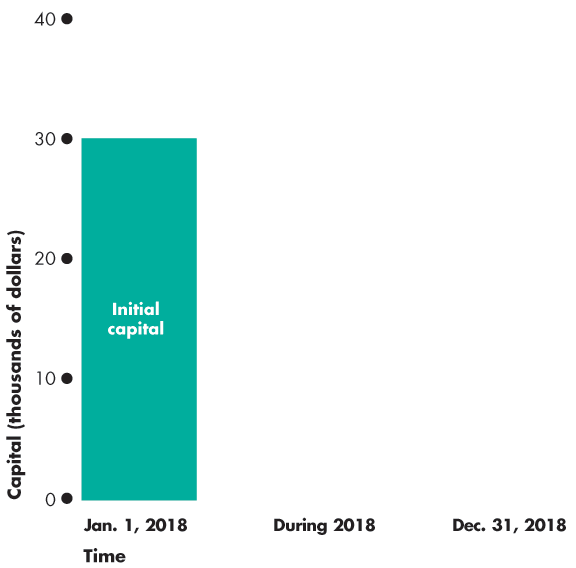 40
30
20
10
0
Capital (thousands of dollars)
Initial
capital
Jan. 1, 2018
During 2018
Dec. 31, 2018
Time